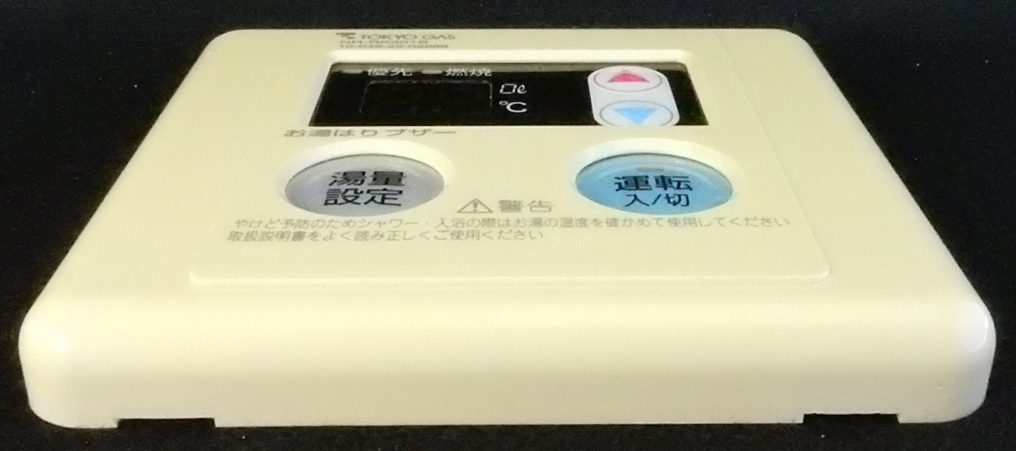 TOKYO GAS
優先 燃焼
℃
お湯はりブザー
湯量
設定
運転
入/切
警告
やけど予防のためシャワー・入浴の際はお湯の温度を確かめて使用してください
取扱説明書をよく読み正しくご使用ください